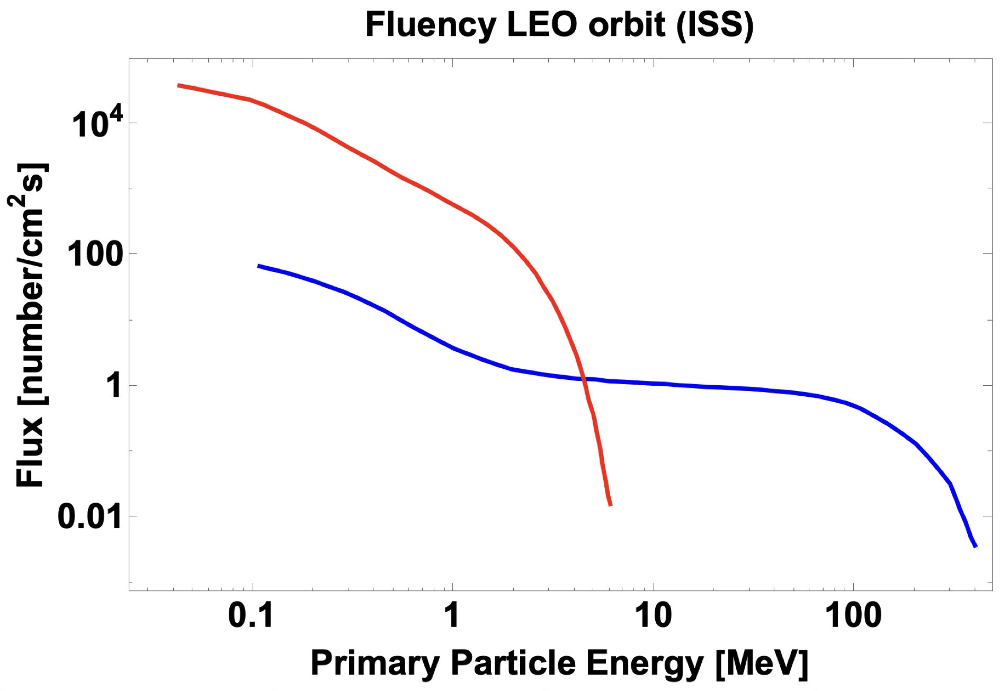 Fluency LEO orbit (ISS)
Flux [number/cm²s]
10⁴
100
1
0.01
0.1 1 10 100
Primary Particle Energy [MeV]